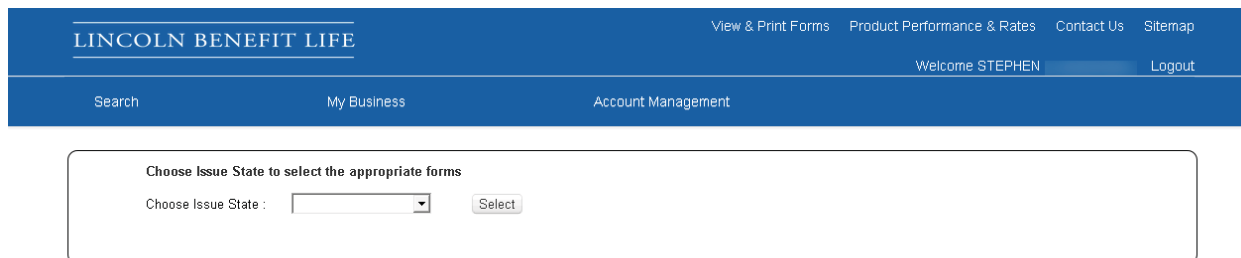 View & Print Forms Product Performance & Rates Contact Us Sitemap
LINCOLN BENEFIT LIFE
Welcome STEPHEN Logout
Search My Business Account Management
Choose Issue State to select the appropriate forms
Choose Issue State : Select